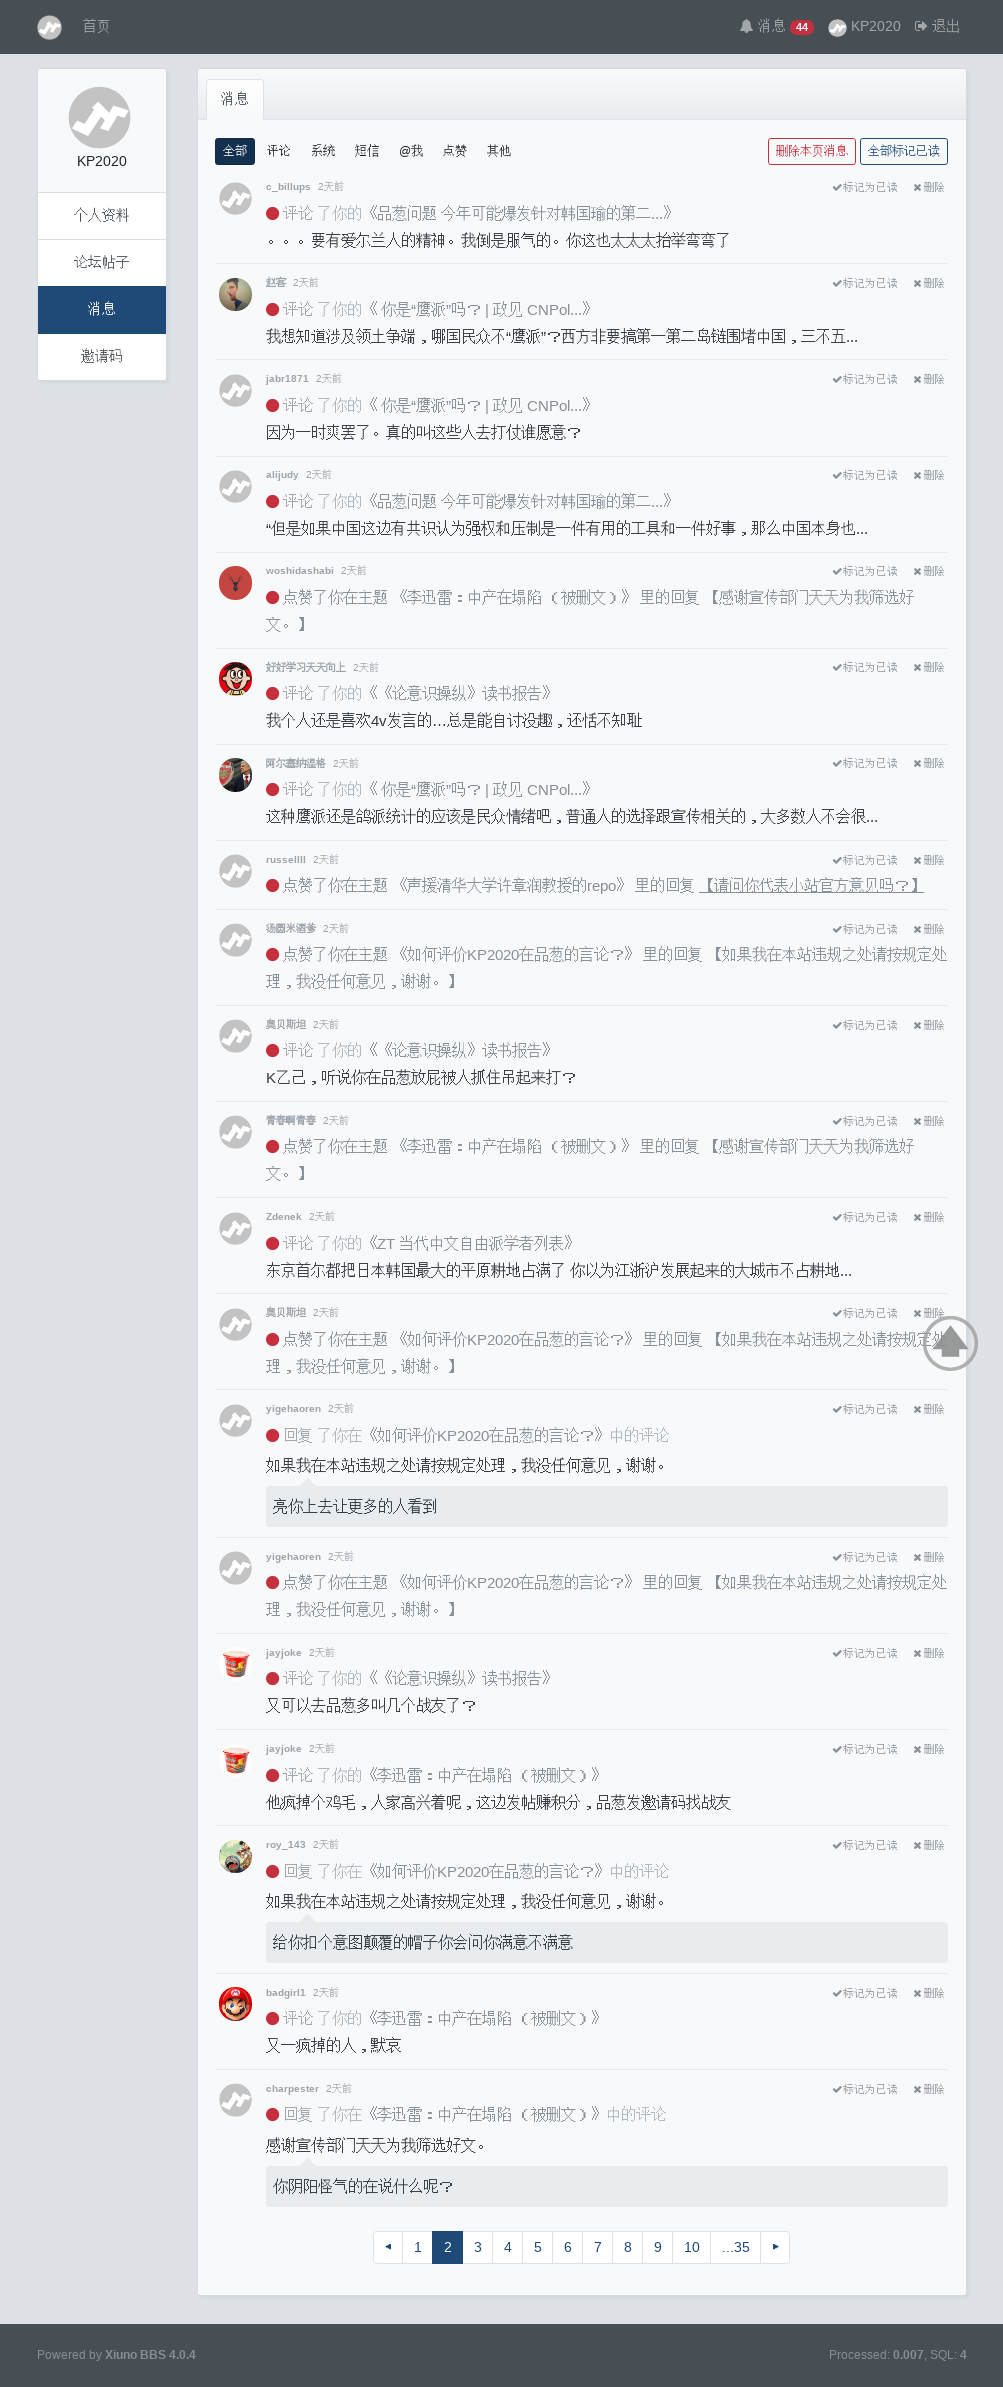 首页
消息 44 KP2020 退出
KP2020
个人资料
论坛帖子
消息
邀请码
消息
全部 评论 系统 短信 @我 点赞 其他 删除本页消息 全部标记已读
c_billups 2天前 标记为已读 删除
评论 了你的《品葱问题 今年可能爆发针对韩国瑜的第二...》
。。。要有爱尔兰人的精神。我倒是服气的。你这也太太太抬举弯弯了
赵客 2天前 标记为已读 删除
评论 了你的《 你是“鹰派”吗？| 政见 CNPol...》
我想知道涉及领土争端，哪国民众不“鹰派”？西方非要搞第一第二岛链围堵中国，三不五...
jabr1871 2天前 标记为已读 删除
评论 了你的《 你是“鹰派”吗？| 政见 CNPol...》
因为一时爽罢了。真的叫这些人去打仗谁愿意？
alijudy 2天前 标记为已读 删除
评论 了你的《品葱问题 今年可能爆发针对韩国瑜的第二...》
“但是如果中国这边有共识认为强权和压制是一件有用的工具和一件好事，那么中国本身也...
woshidashabi 2天前 标记为已读 删除
点赞了你在主题 《李迅雷：中产在塌陷 （被删文）》 里的回复 【感谢宣传部门天天为我筛选好
文。】
好好学习天天向上 2天前 标记为已读 删除
评论 了你的《《论意识操纵》读书报告》
我个人还是喜欢4v发言的…总是能自讨没趣，还恬不知耻
阿尔塞纳温格 2天前 标记为已读 删除
评论 了你的《 你是“鹰派”吗？| 政见 CNPol...》
这种鹰派还是鸽派统计的应该是民众情绪吧，普通人的选择跟宣传相关的，大多数人不会很...
russellll 2天前 标记为已读 删除
点赞了你在主题 《声援清华大学许章润教授的repo》 里的回复 【请问你代表小站官方意见吗？】
汤圆米酒爹 2天前 标记为已读 删除
点赞了你在主题 《如何评价KP2020在品葱的言论？》 里的回复 【如果我在本站违规之处请按规定处
理，我没任何意见，谢谢。】
奥贝斯坦 2天前 标记为已读 删除
评论 了你的《《论意识操纵》读书报告》
K乙己，听说你在品葱放屁被人抓住吊起来打？
青春啊青春 2天前 标记为已读 删除
点赞了你在主题 《李迅雷：中产在塌陷 （被删文）》 里的回复 【感谢宣传部门天天为我筛选好
文。】
Zdenek 2天前 标记为已读 删除
评论 了你的《ZT 当代中文自由派学者列表》
东京首尔都把日本韩国最大的平原耕地占满了 你以为江浙沪发展起来的大城市不占耕地...
奥贝斯坦 2天前 标记为已读 删除
点赞了你在主题 《如何评价KP2020在品葱的言论？》 里的回复 【如果我在本站违规之处请按规定处
理，我没任何意见，谢谢。】
yigehaoren 2天前 标记为已读 删除
回复 了你在《如何评价KP2020在品葱的言论？》中的评论
如果我在本站违规之处请按规定处理，我没任何意见，谢谢。
亮你上去让更多的人看到
yigehaoren 2天前 标记为已读 删除
点赞了你在主题 《如何评价KP2020在品葱的言论？》 里的回复 【如果我在本站违规之处请按规定处
理，我没任何意见，谢谢。】
jayjoke 2天前 标记为已读 删除
评论 了你的《《论意识操纵》读书报告》
又可以去品葱多叫几个战友了？
jayjoke 2天前 标记为已读 删除
评论 了你的《李迅雷：中产在塌陷 （被删文）》
他疯掉个鸡毛，人家高兴着呢，这边发帖赚积分，品葱发邀请码找战友
roy_143 2天前 标记为已读 删除
回复 了你在《如何评价KP2020在品葱的言论？》中的评论
如果我在本站违规之处请按规定处理，我没任何意见，谢谢。
给你扣个意图颠覆的帽子你会问你满意不满意
badgirl1 2天前 标记为已读 删除
评论 了你的《李迅雷：中产在塌陷 （被删文）》
又一疯掉的人，默哀
charpester 2天前 标记为已读 删除
回复 了你在《李迅雷：中产在塌陷 （被删文）》中的评论
感谢宣传部门天天为我筛选好文。
你阴阳怪气的在说什么呢？
◂ 1 2 3 4 5 6 7 8 9 10 ...35 ▸
Powered by Xiuno BBS 4.0.4 Processed: 0.007, SQL: 4